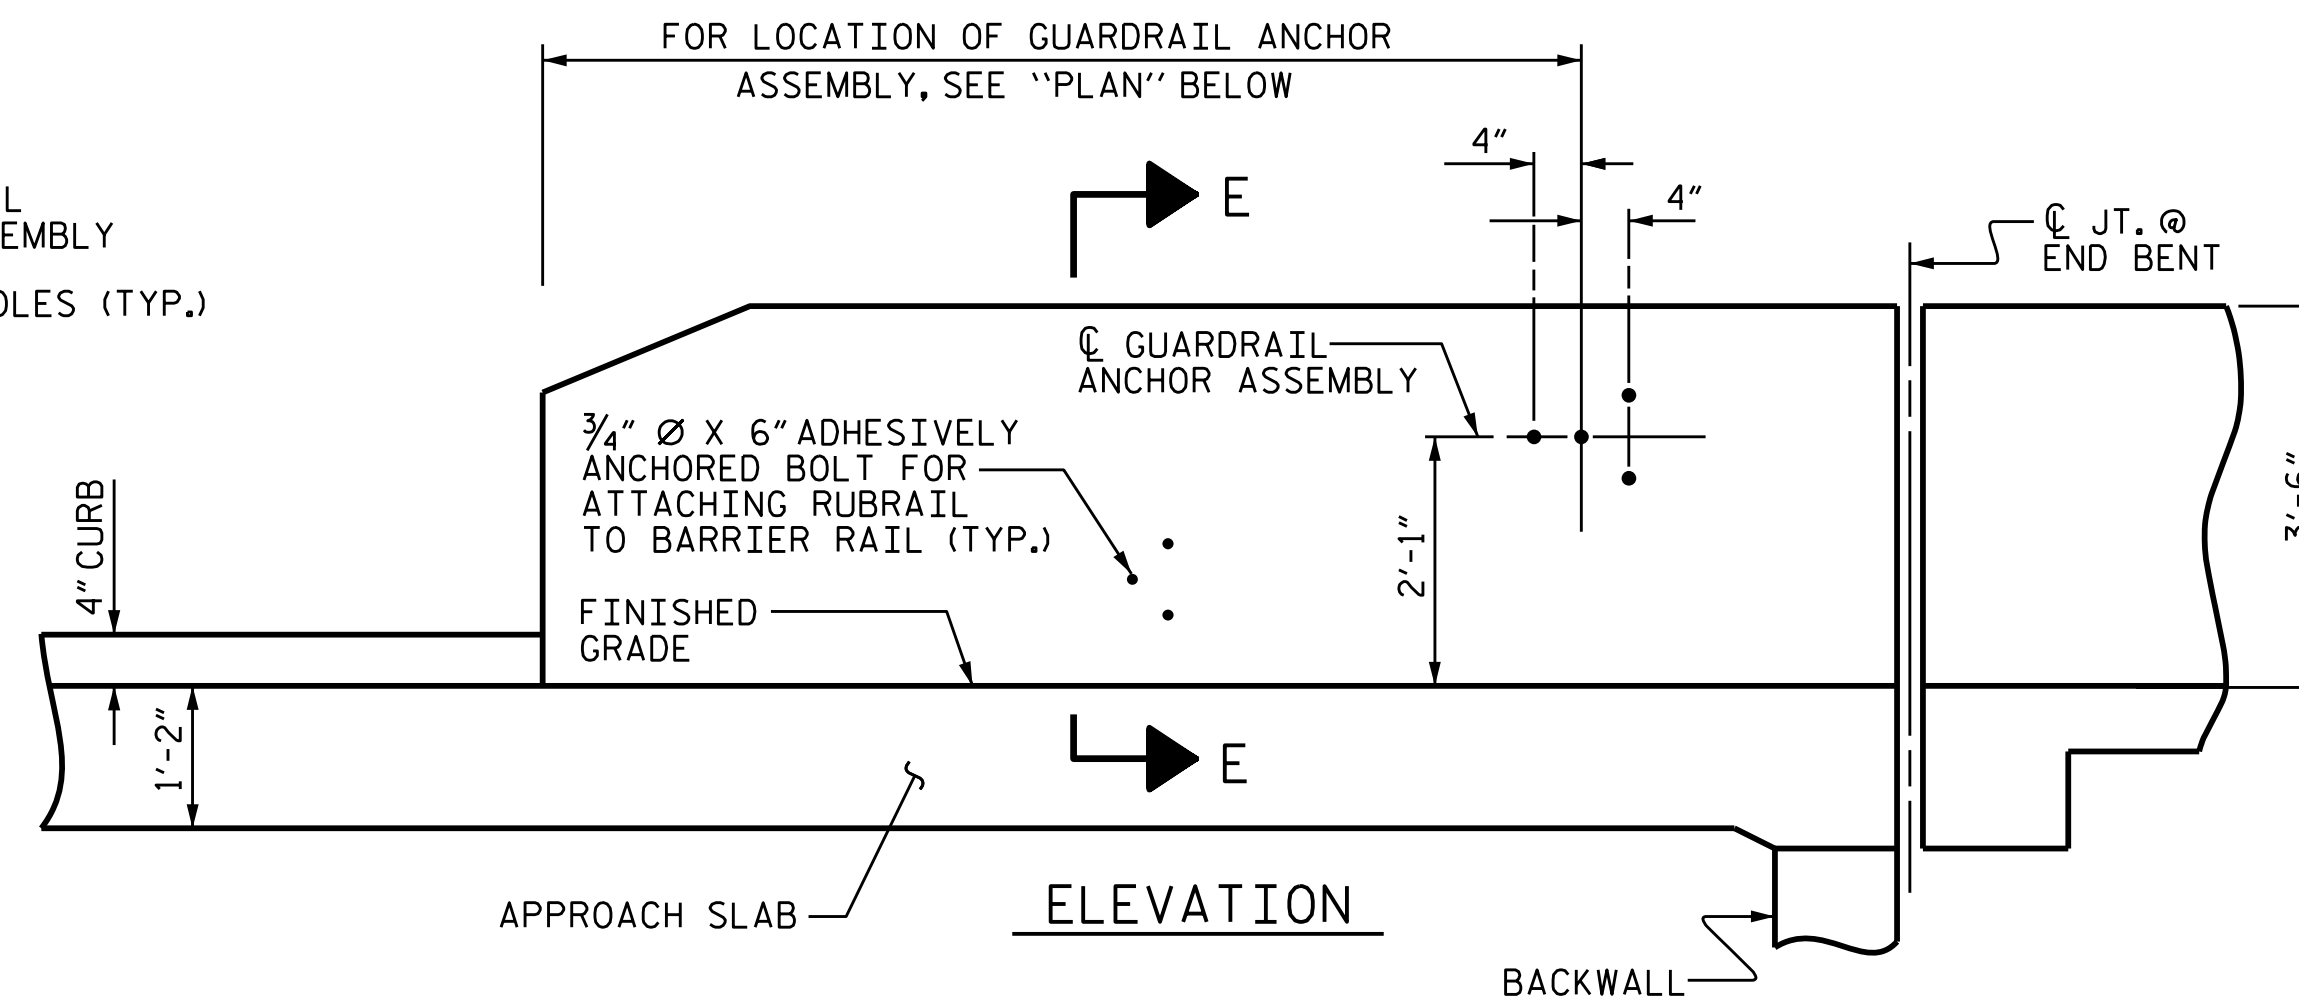 FOR LOCATION OF GUARDRAIL ANCHOR
ASSEMBLY, SEE "PLAN" BELOW
4"
E
4"
L
EMBLY
OLES (TYP.)
℄ JT. @
END BENT
℄ GUARDRAIL
ANCHOR ASSEMBLY
3/4" Ø X 6" ADHESIVELY
ANCHORED BOLT FOR
ATTACHING RUBRAIL
TO BARRIER RAIL (TYP.)
4" CURB
2'-1"
3'-6"
FINISHED
GRADE
1'-2"
E
APPROACH SLAB
ELEVATION
BACKWALL